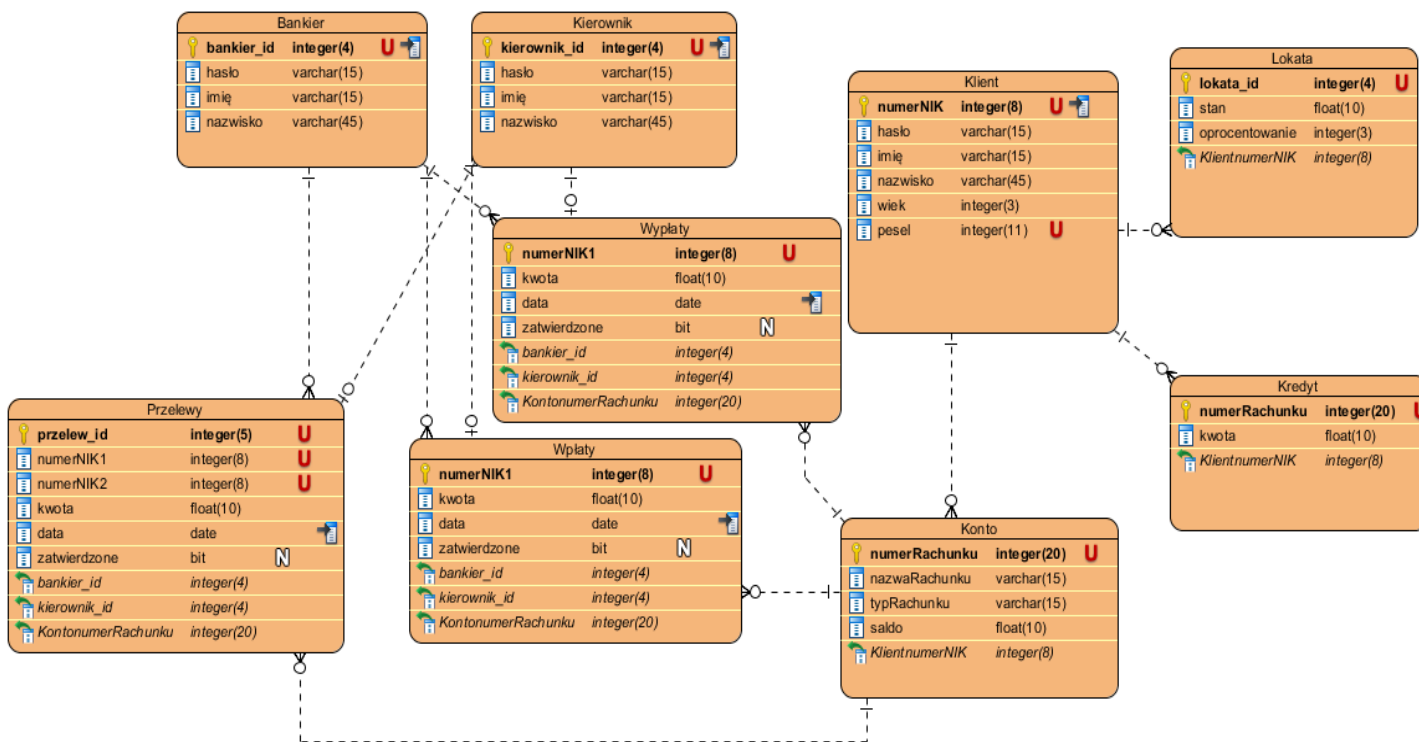 Bankier
bankier_id integer(4) U
hasło varchar(15)
imię varchar(15)
nazwisko varchar(45)
Kierownik
kierownik_id integer(4) U
hasło varchar(15)
imię varchar(15)
nazwisko varchar(45)
Klient
numerNIK integer(8) U
hasło varchar(15)
imię varchar(15)
nazwisko varchar(45)
wiek integer(3)
pesel integer(11) U
Lokata
lokata_id integer(4) U
stan float(10)
oprocentowanie integer(3)
KlientnumerNIK integer(8)
Wypłaty
numerNIK1 integer(8) U
kwota float(10)
data date
zatwierdzone bit N
bankier_id integer(4)
kierownik_id integer(4)
KontonumerRachunku integer(20)
Kredyt
numerRachunku integer(20) U
kwota float(10)
KlientnumerNIK integer(8)
Przelewy
przelew_id integer(5) U
numerNIK1 integer(8) U
numerNIK2 integer(8) U
kwota float(10)
data date
zatwierdzone bit N
bankier_id integer(4)
kierownik_id integer(4)
KontonumerRachunku integer(20)
Wpłaty
numerNIK1 integer(8) U
kwota float(10)
data date
zatwierdzone bit N
bankier_id integer(4)
kierownik_id integer(4)
KontonumerRachunku integer(20)
Konto
numerRachunku integer(20) U
nazwaRachunku varchar(15)
typRachunku varchar(15)
saldo float(10)
KlientnumerNIK integer(8)